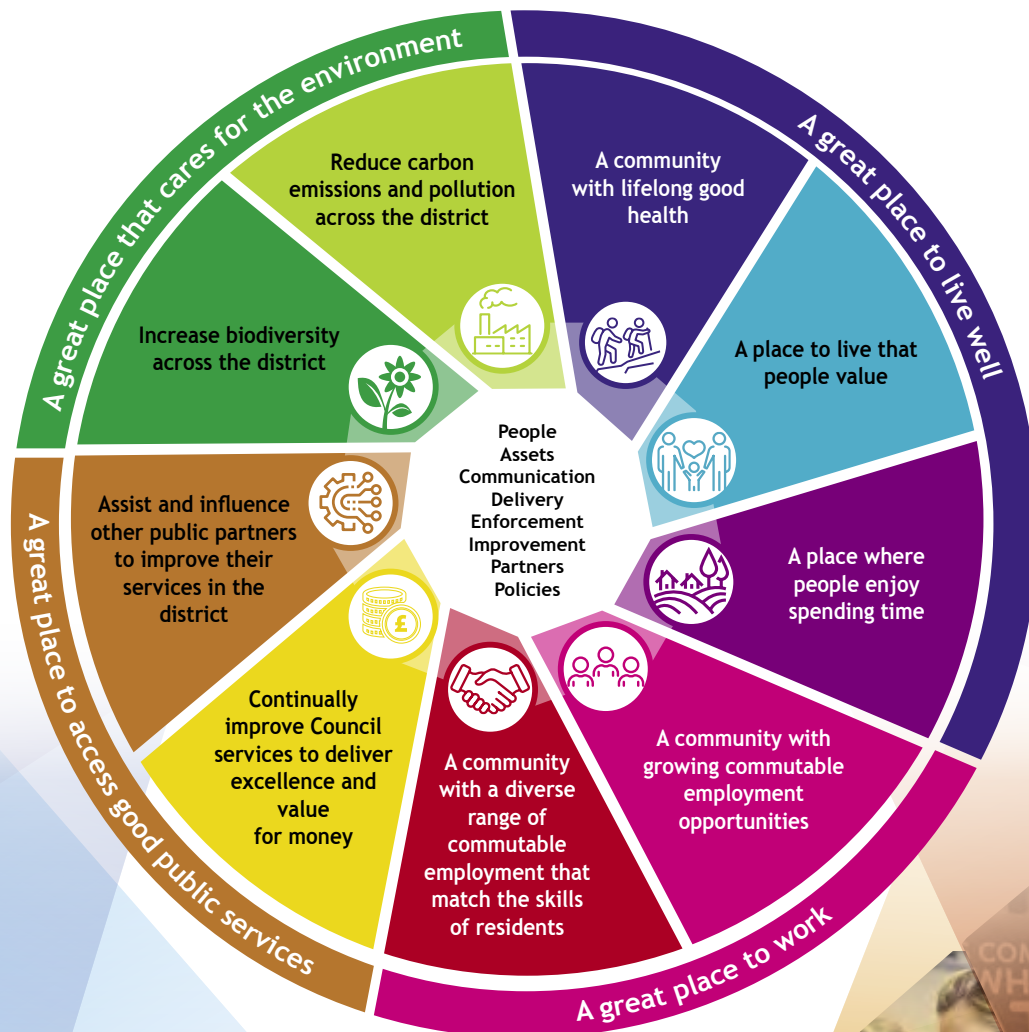 A great place that cares for the environment
A great place to live well
A great place to work
A great place to access good public services
Reduce carbon
emissions and pollution
across the district
A community
with lifelong good
health
A place to live that
people value
A place where
people enjoy
spending time
A community with
growing commutable
employment
opportunities
A community
with a diverse
range of
commutable
employment that
match the skills
of residents
Continually
improve Council
services to deliver
excellence and
value
for money
£
Assist and influence
other public partners
to improve their
services in the
district
Increase biodiversity
across the district
People
Assets
Communication
Delivery
Enforcement
Improvement
Partners
Policies